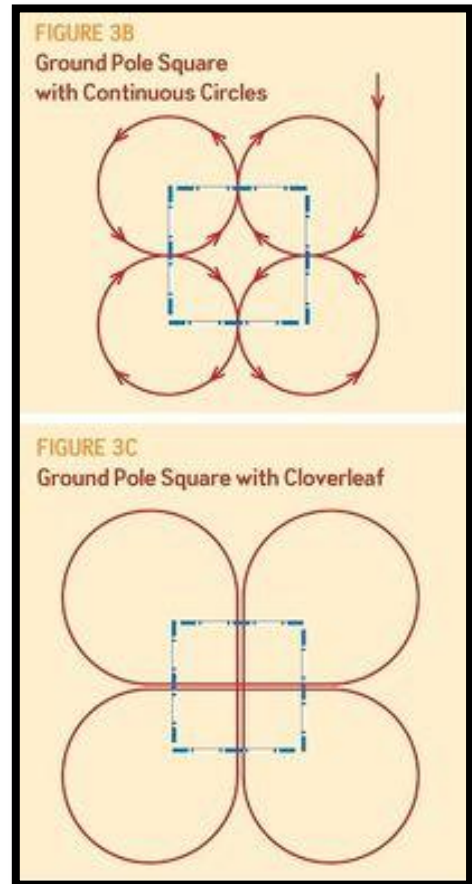 FIGURE 3B
Ground Pole Square
with Continuous Circles
FIGURE 3C
Ground Pole Square with Cloverleaf